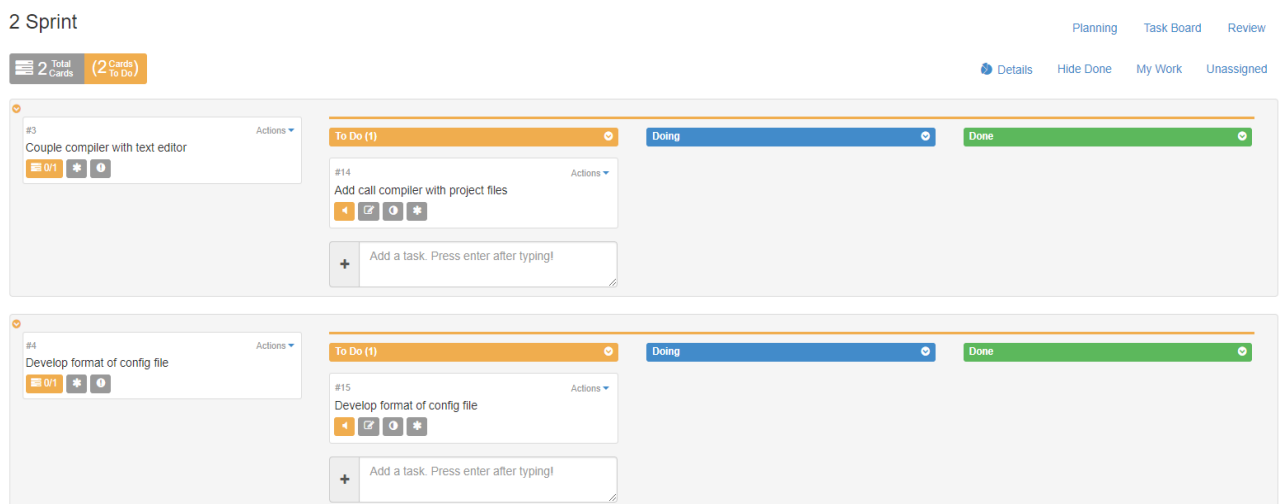 2 Sprint
Planning Task Board Review
2 Total Cards (2 Cards To Do)
Details Hide Done My Work Unassigned
#3 Actions
Couple compiler with text editor
0/1
To Do (1) Doing Done
#14 Actions
Add call compiler with project files
+ Add a task. Press enter after typing!
#4 Actions
Develop format of config file
0/1
To Do (1) Doing Done
#15 Actions
Develop format of config file
+ Add a task. Press enter after typing!